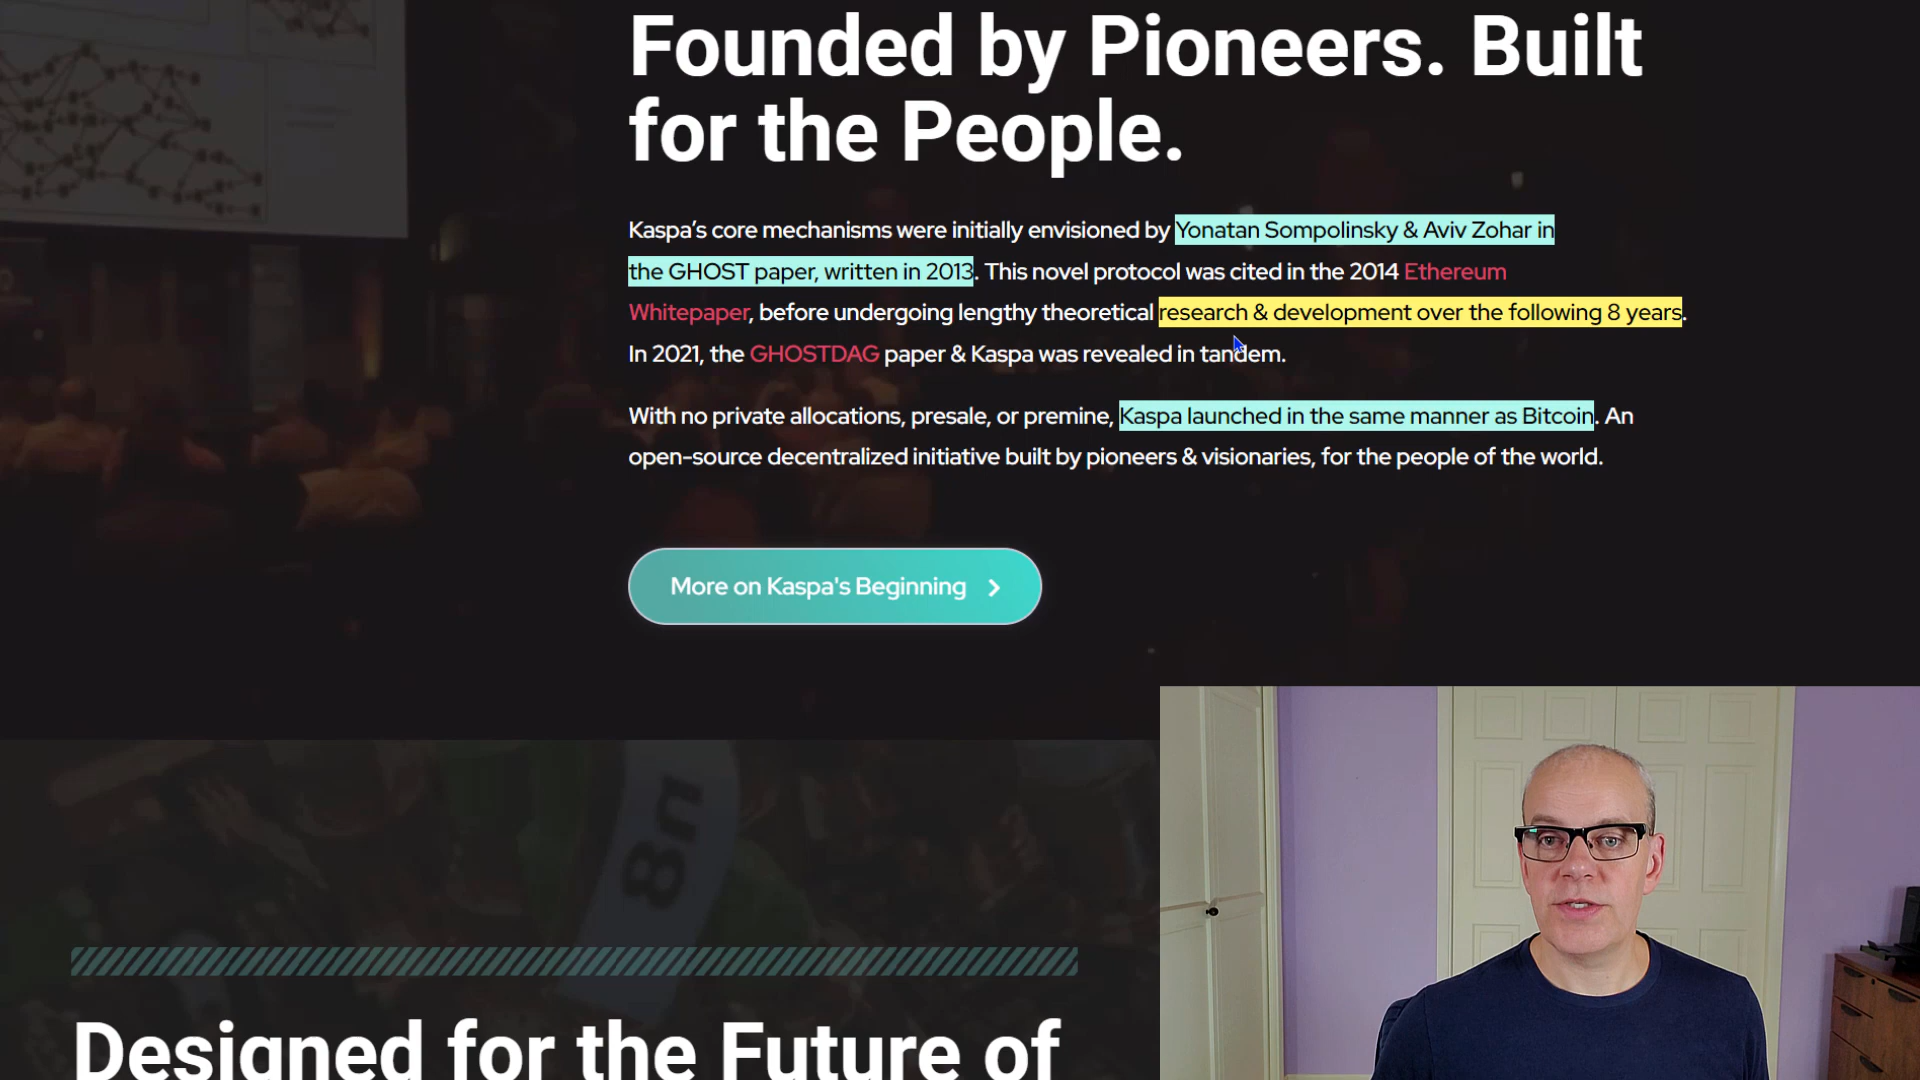 Founded by Pioneers. Built
for the People.
Kaspa’s core mechanisms were initially envisioned by Yonatan Sompolinsky & Aviv Zohar in
the GHOST paper, written in 2013. This novel protocol was cited in the 2014 Ethereum
Whitepaper, before undergoing lengthy theoretical research & development over the following 8 years.
In 2021, the GHOSTDAG paper & Kaspa was revealed in tandem.
With no private allocations, presale, or premine, Kaspa launched in the same manner as Bitcoin. An
open-source decentralized initiative built by pioneers & visionaries, for the people of the world.
More on Kaspa's Beginning
Designed for the Future of